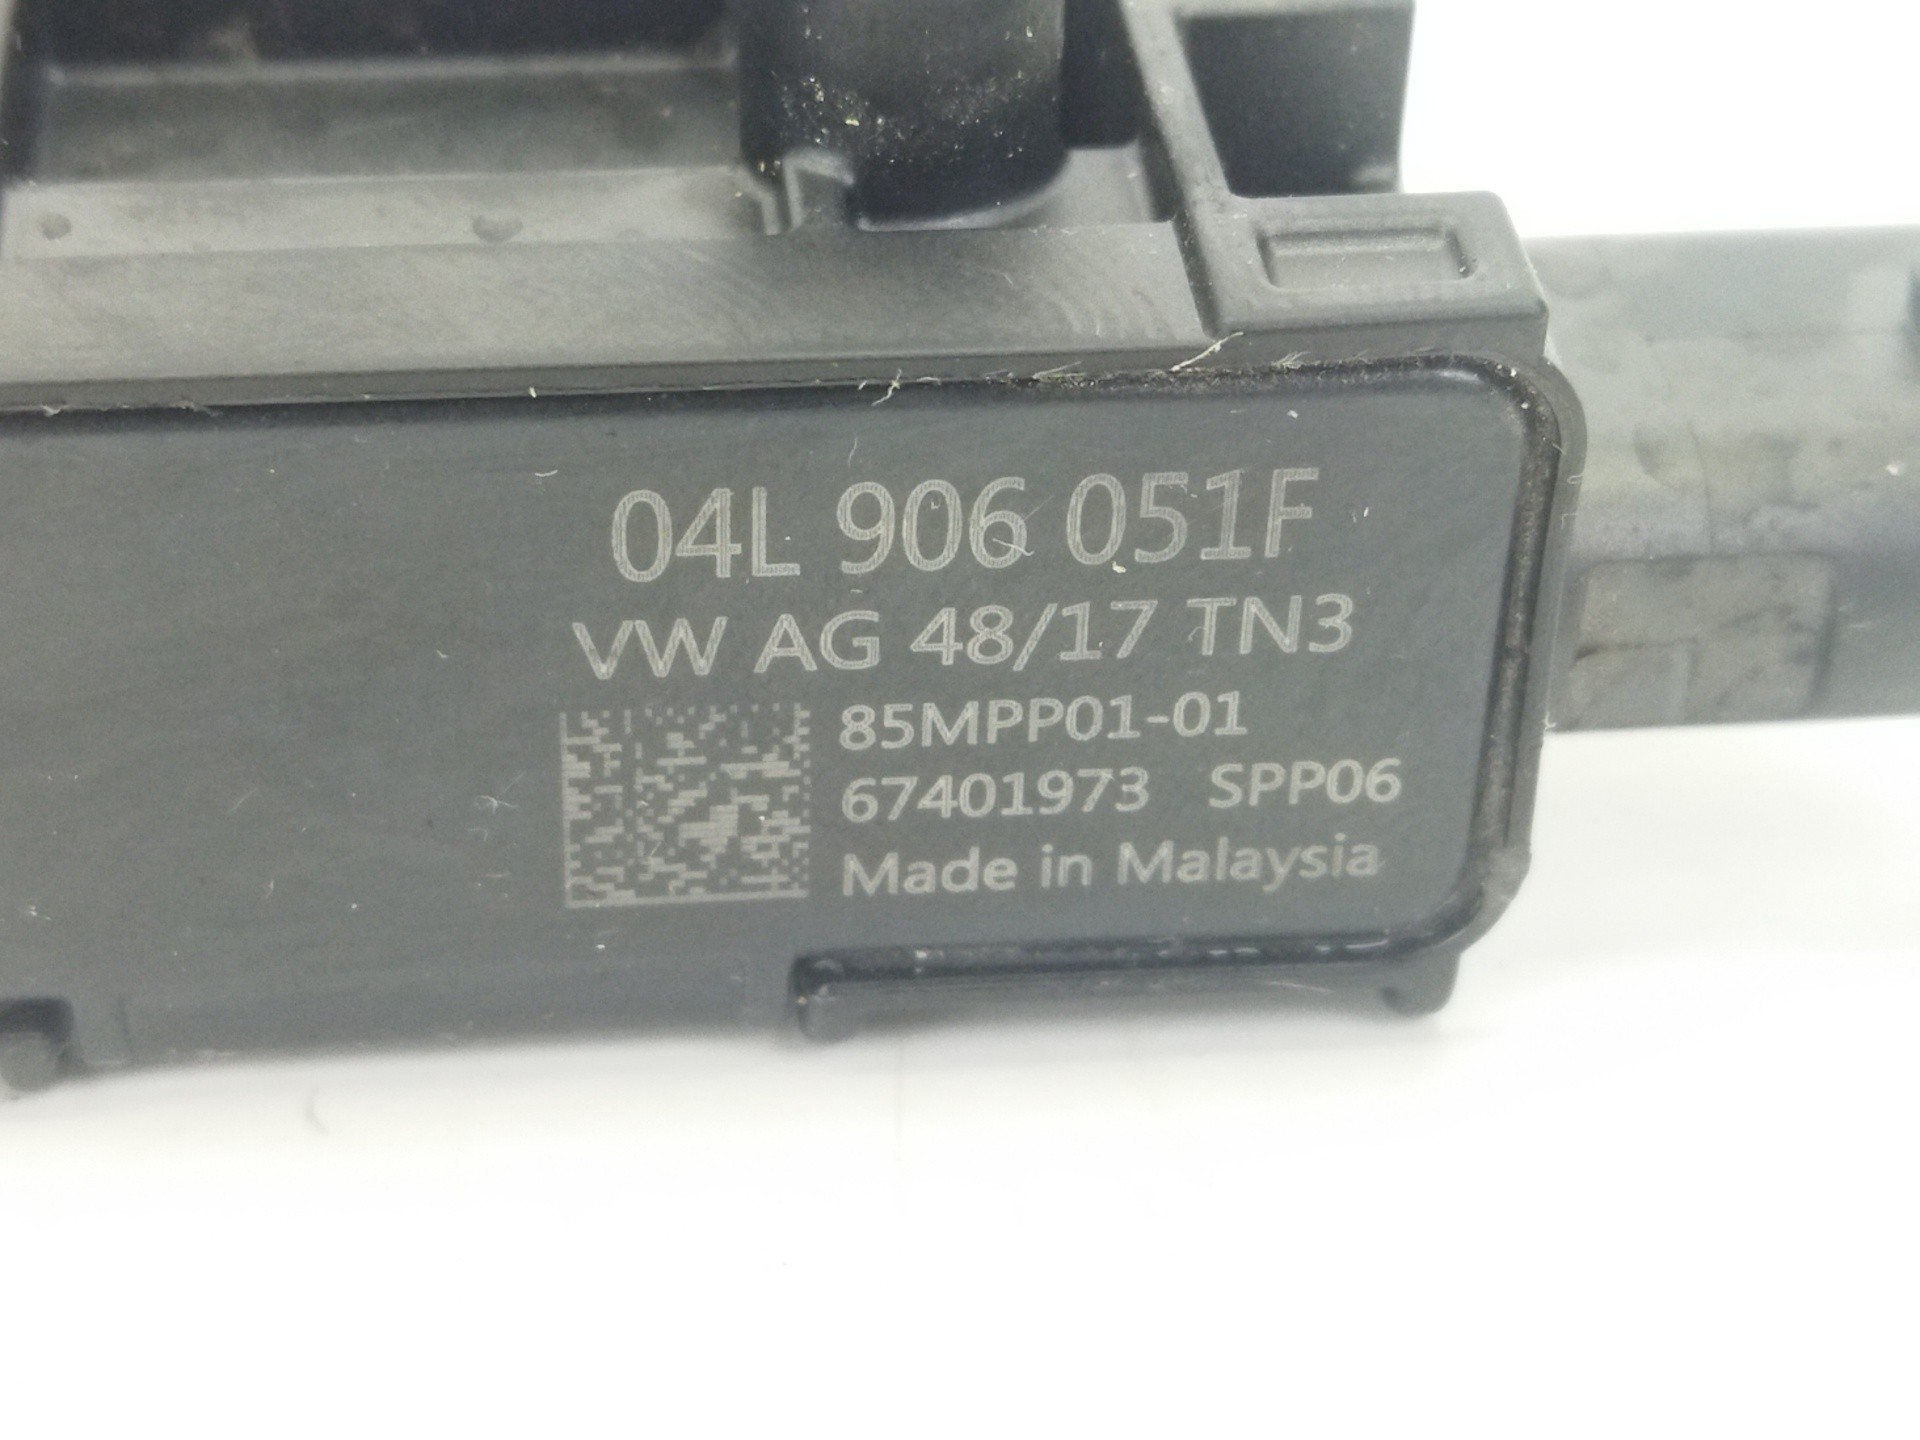 04L 906 051F
VW AG 48/17 TN3
85MPP01-01
67401973 SPP06
Made in Malaysia